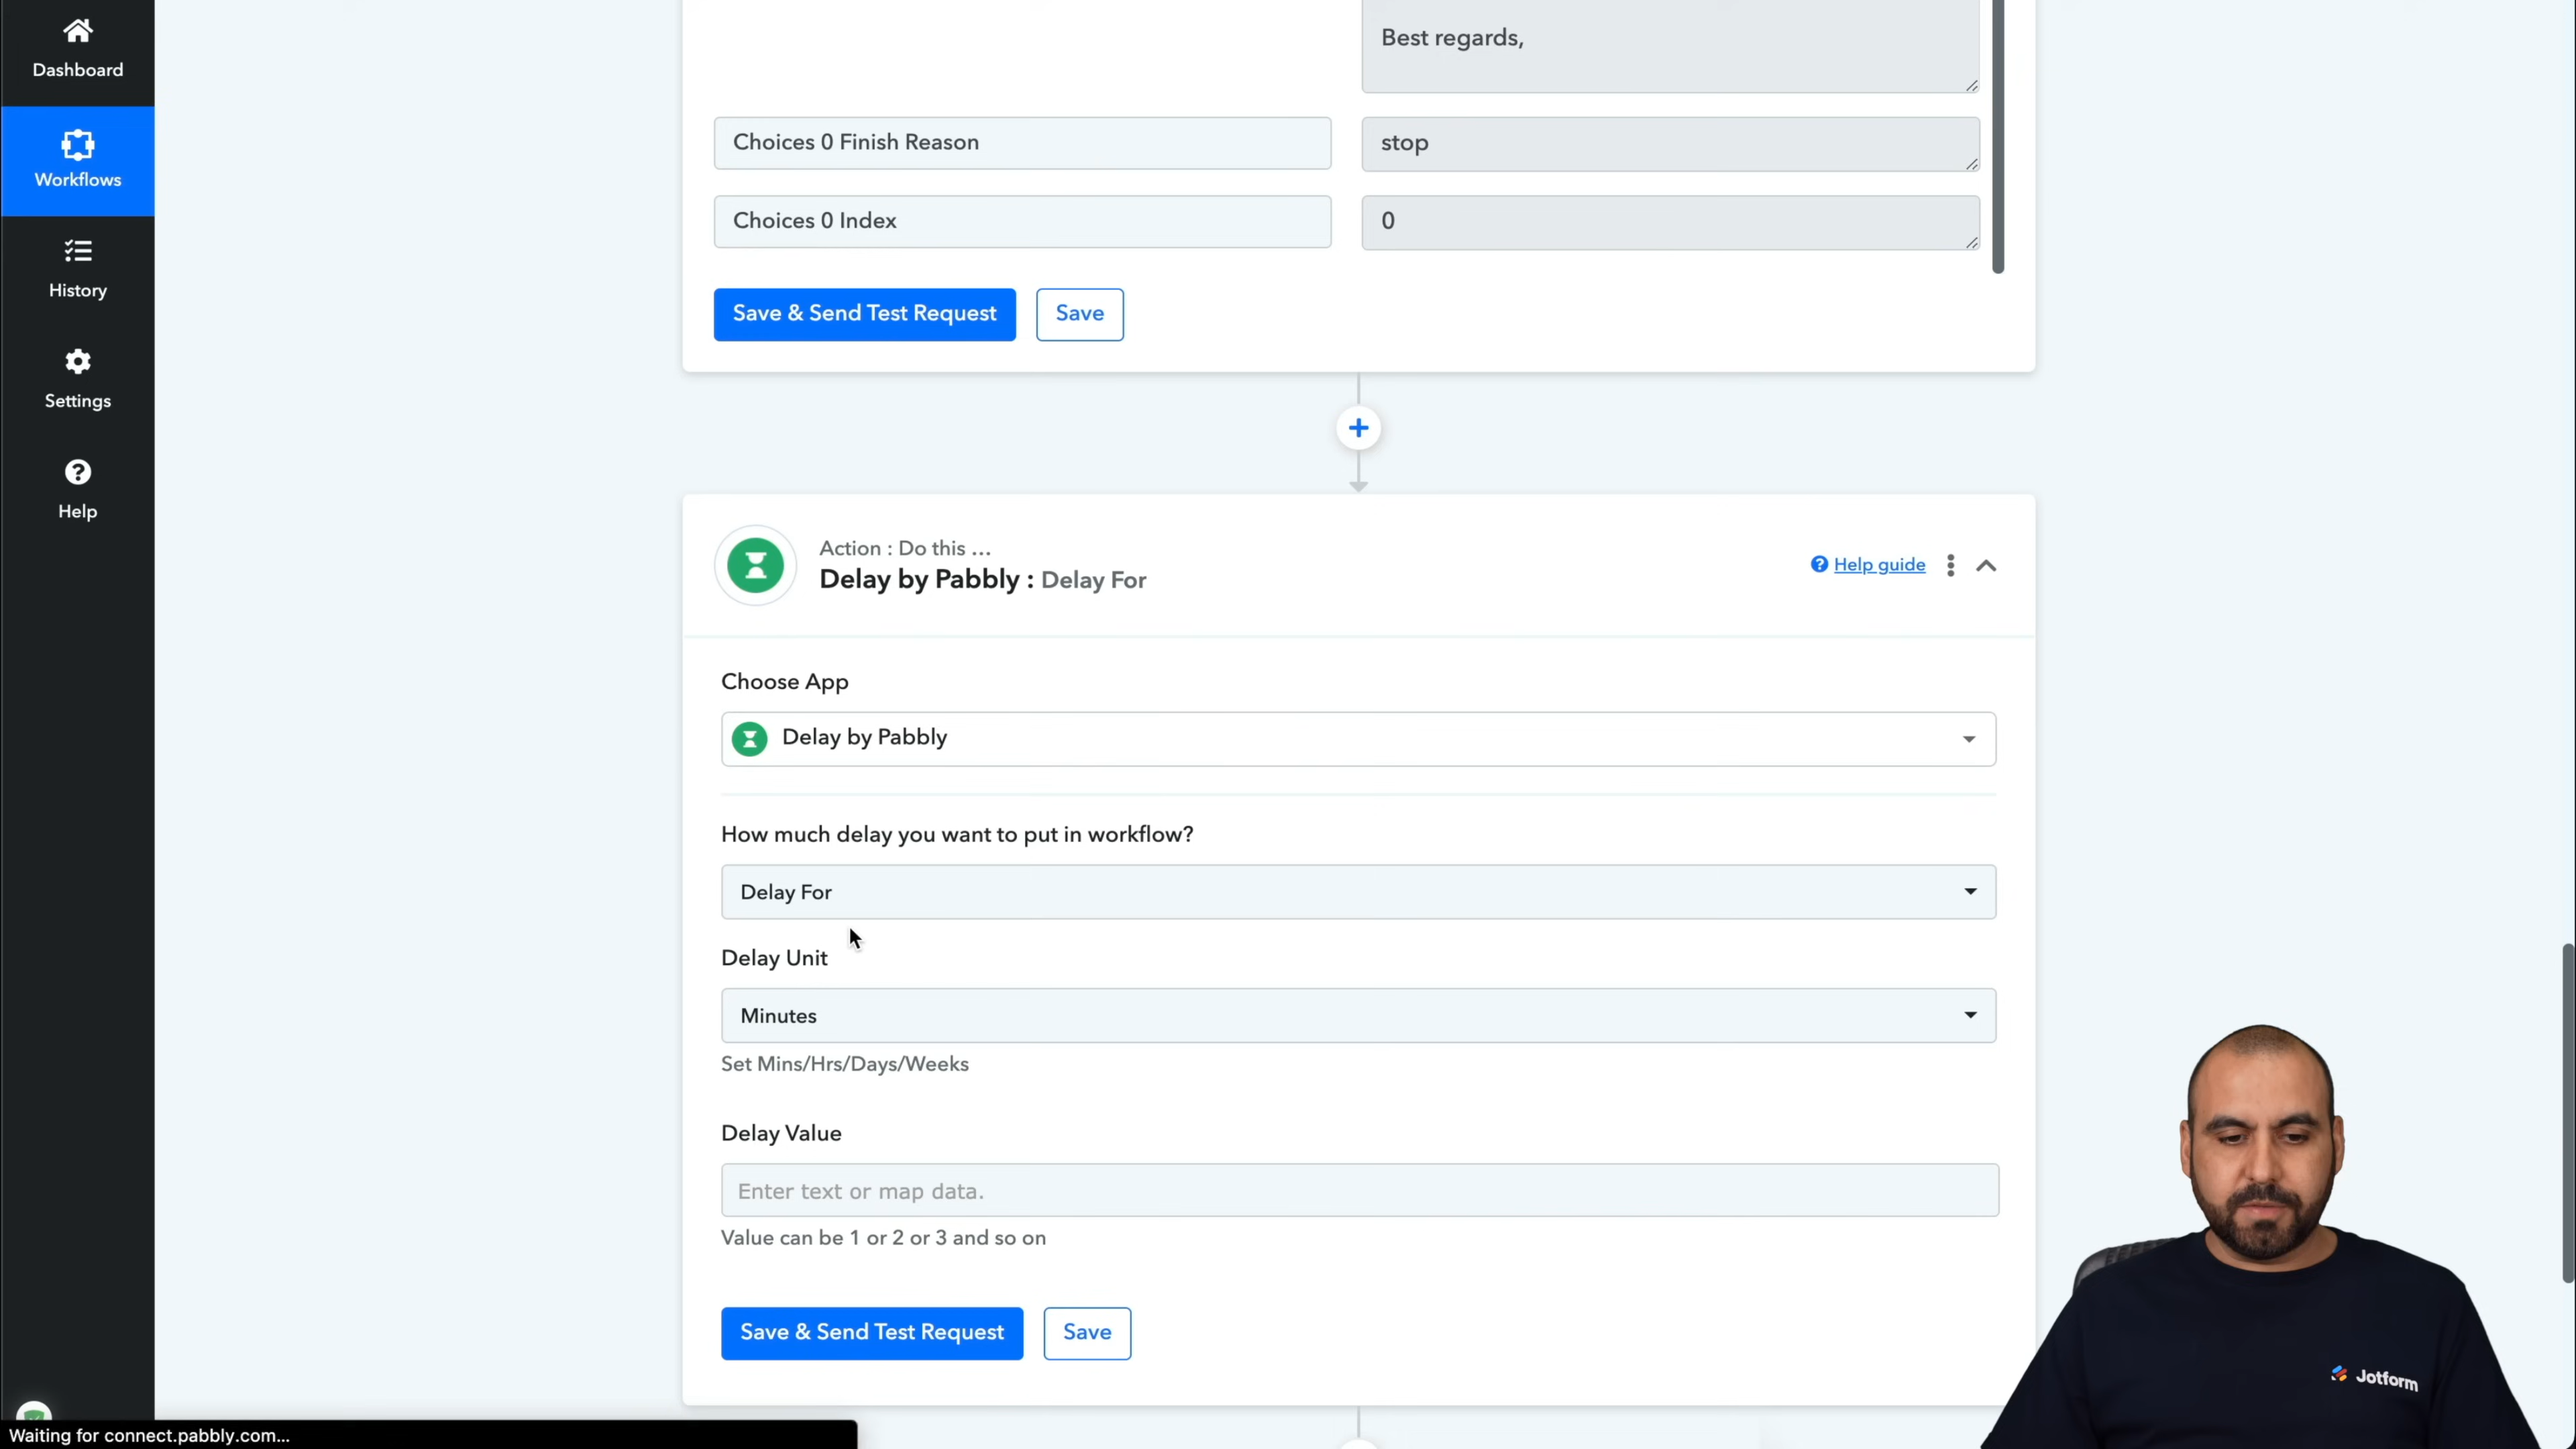 Dashboard
Workflows
History
Settings
Help
Best regards,
Choices 0 Finish Reason
stop
Choices 0 Index
0
Save & Send Test Request
Save
Action : Do this ...
Delay by Pabbly : Delay For
Help guide
Choose App
Delay by Pabbly
How much delay you want to put in workflow?
Delay For
Delay Unit
Minutes
Set Mins/Hrs/Days/Weeks
Delay Value
Enter text or map data.
Value can be 1 or 2 or 3 and so on
Save & Send Test Request
Save
Jotform
Waiting for connect.pabbly.com...